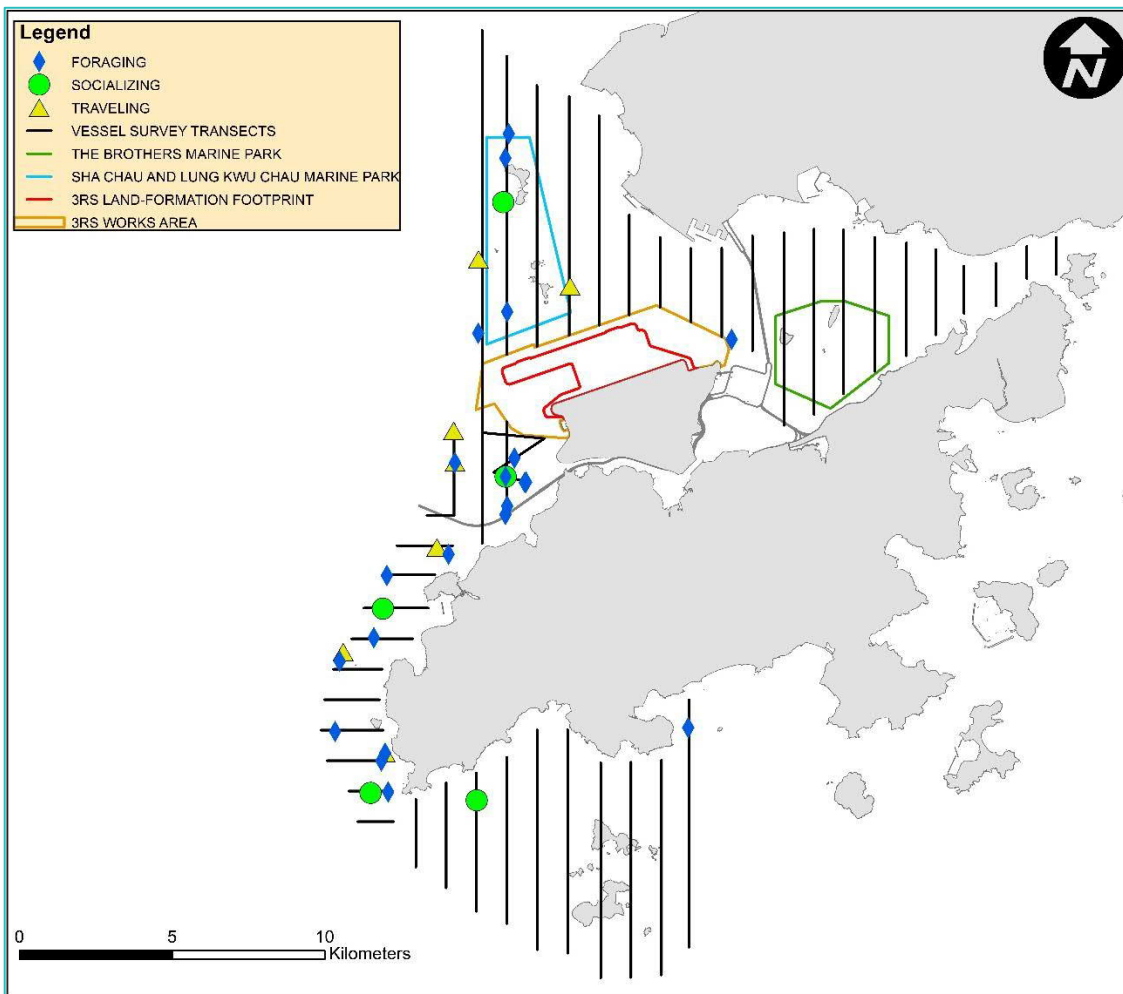 Legend
FORAGING
SOCIALIZING
TRAVELING
VESSEL SURVEY TRANSECTS
THE BROTHERS MARINE PARK
SHA CHAU AND LUNG KWU CHAU MARINE PARK
3RS LAND-FORMATION FOOTPRINT
3RS WORKS AREA
N
0 5 10
Kilometers